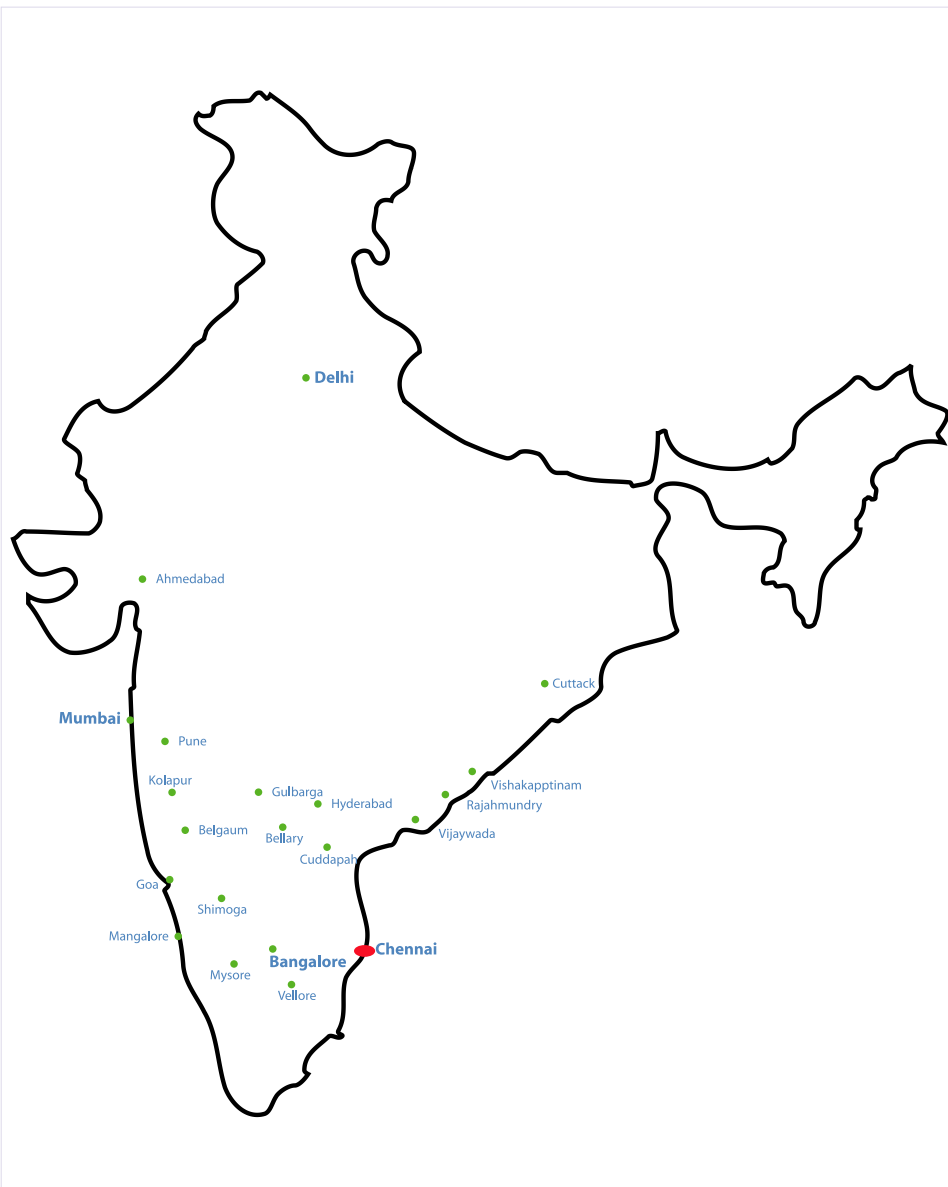 Delhi
Ahmedabad
Cuttack
Mumbai
Pune
Vishakapptinam
Kolapur
Gulbarga
Hyderabad
Rajahmundry
Belgaum
Bellary
Vijaywada
Cuddapah
Goa
Shimoga
Mangalore
Chennai
Bangalore
Mysore
Vellore